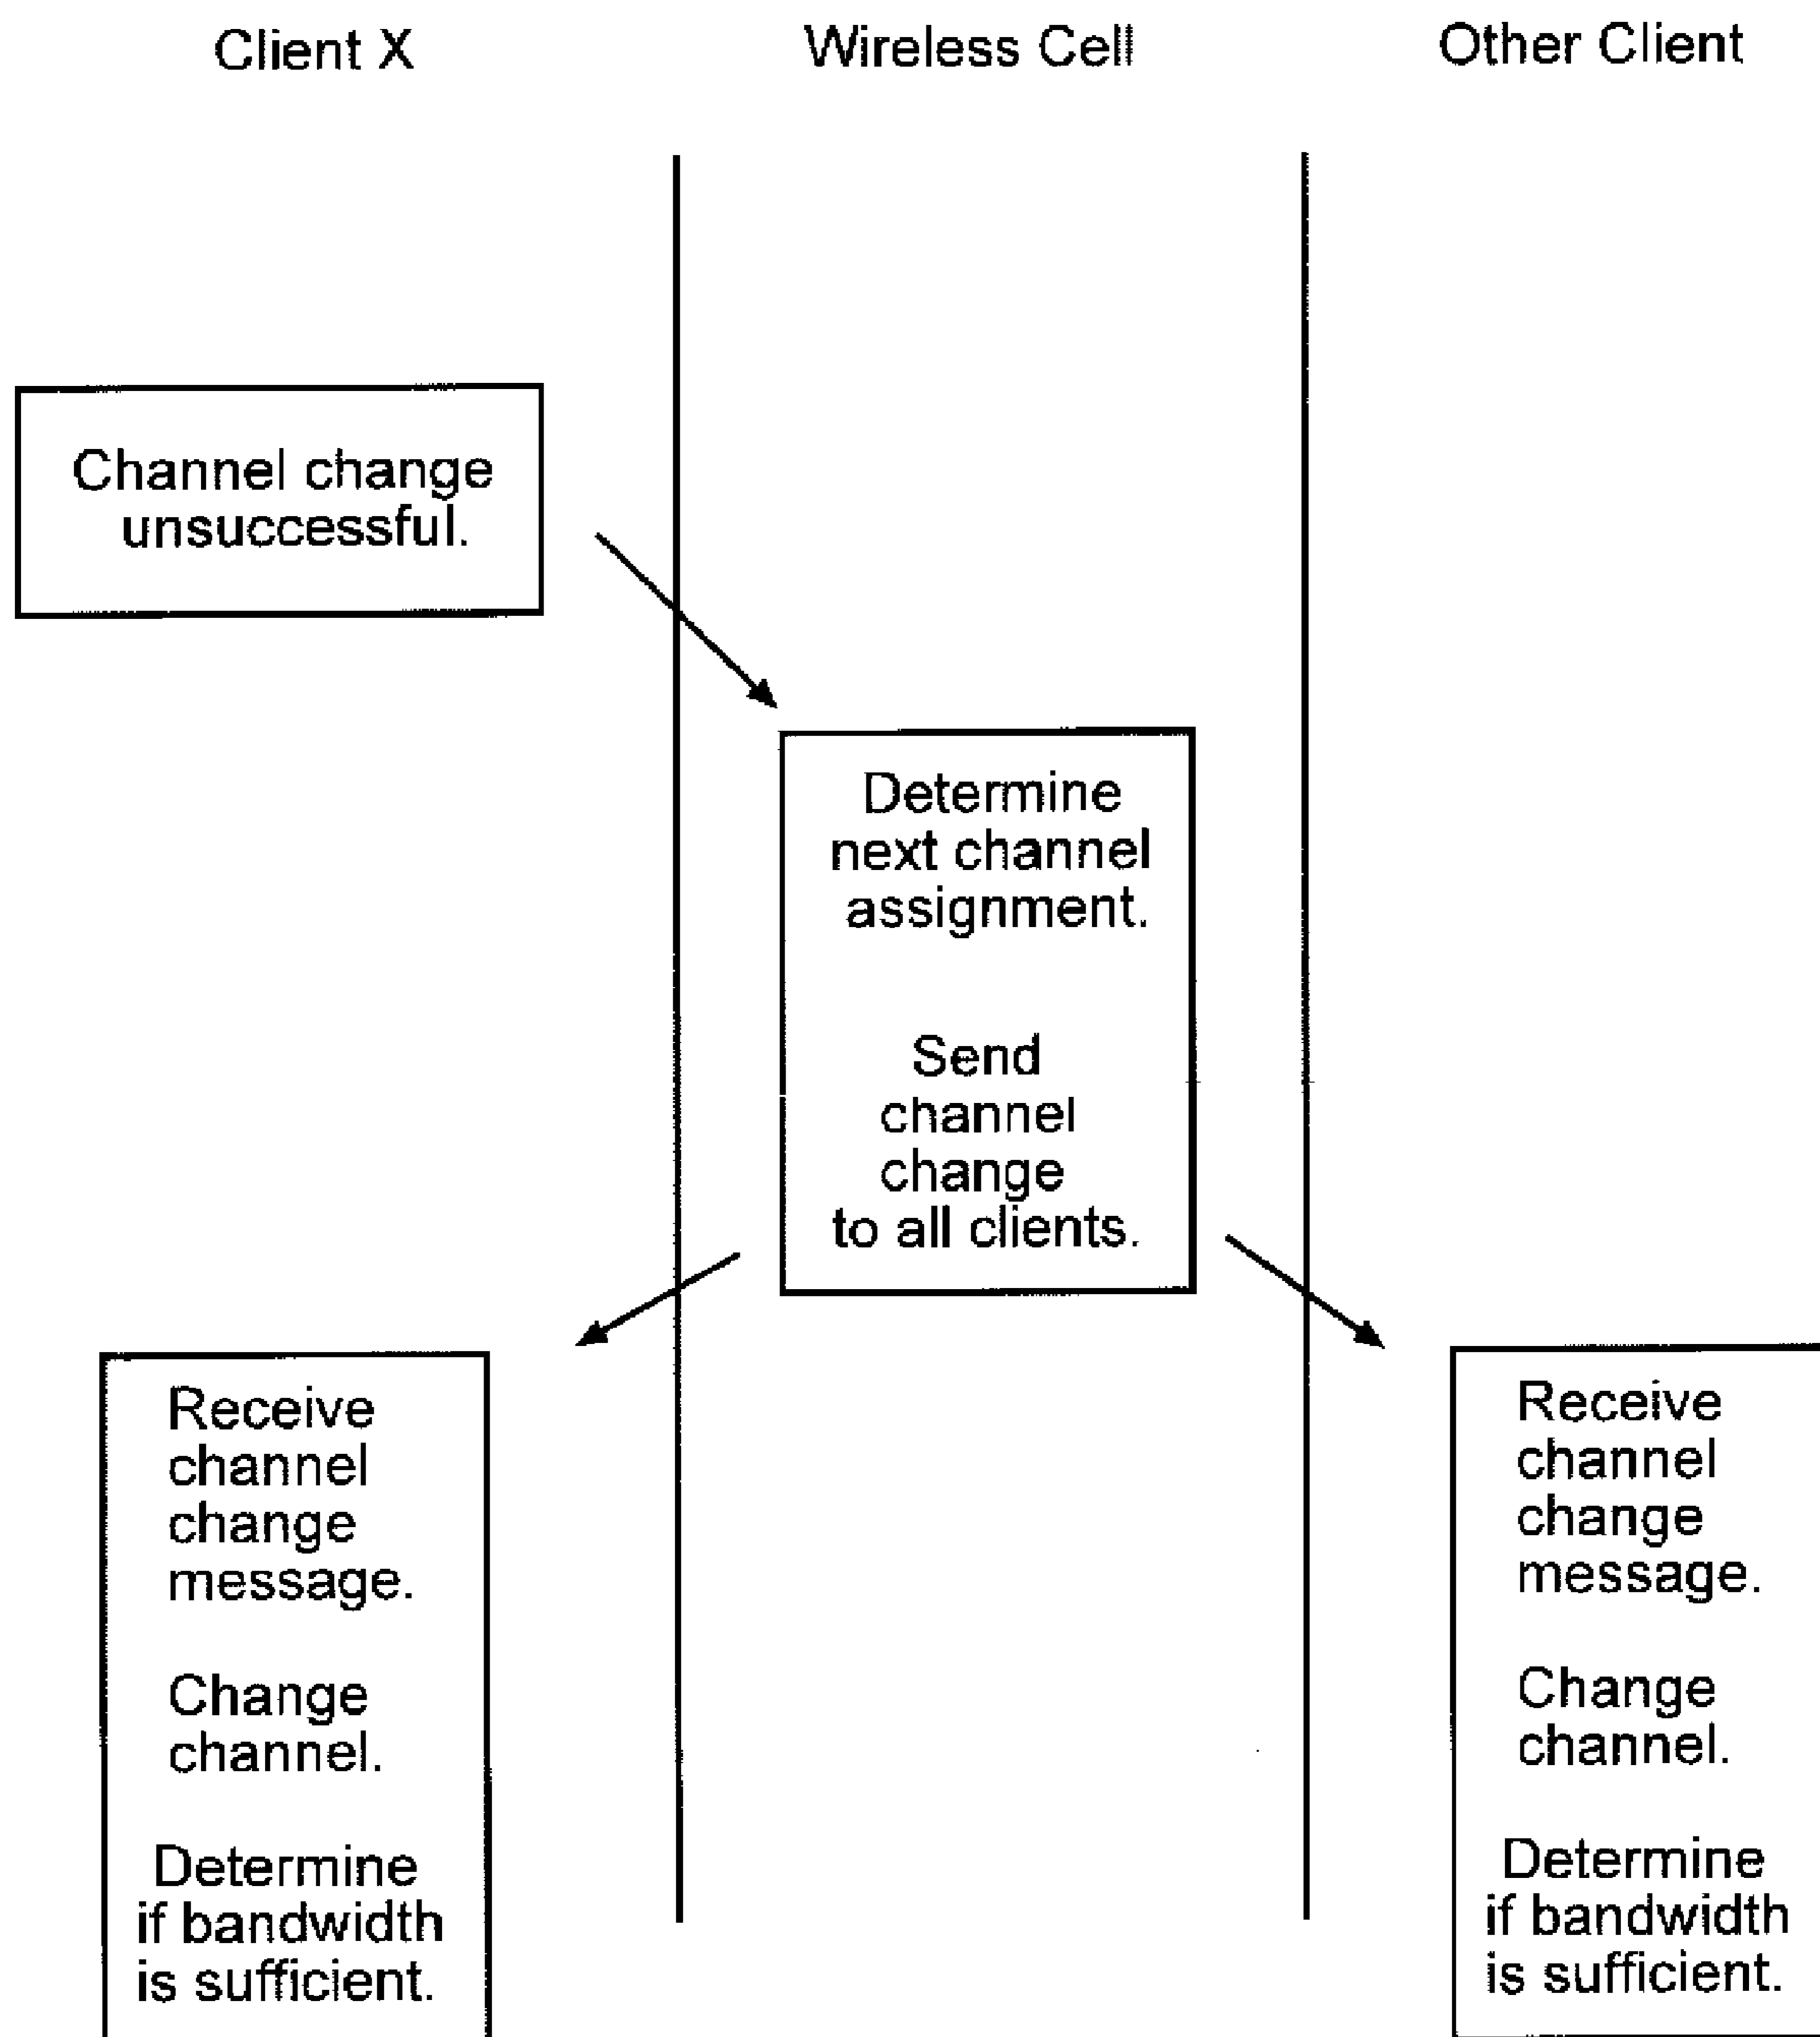 Client X
Wireless Cell
Other Client
Channel change
unsuccessful.
Determine
next channel
assignment.
Send
channel
change
to all clients.
Receive
channel
change
message.
Change
channel.
Determine
if bandwidth
is sufficient.
Receive
channel
change
message.
Change
channel.
Determine
if bandwidth
is sufficient.